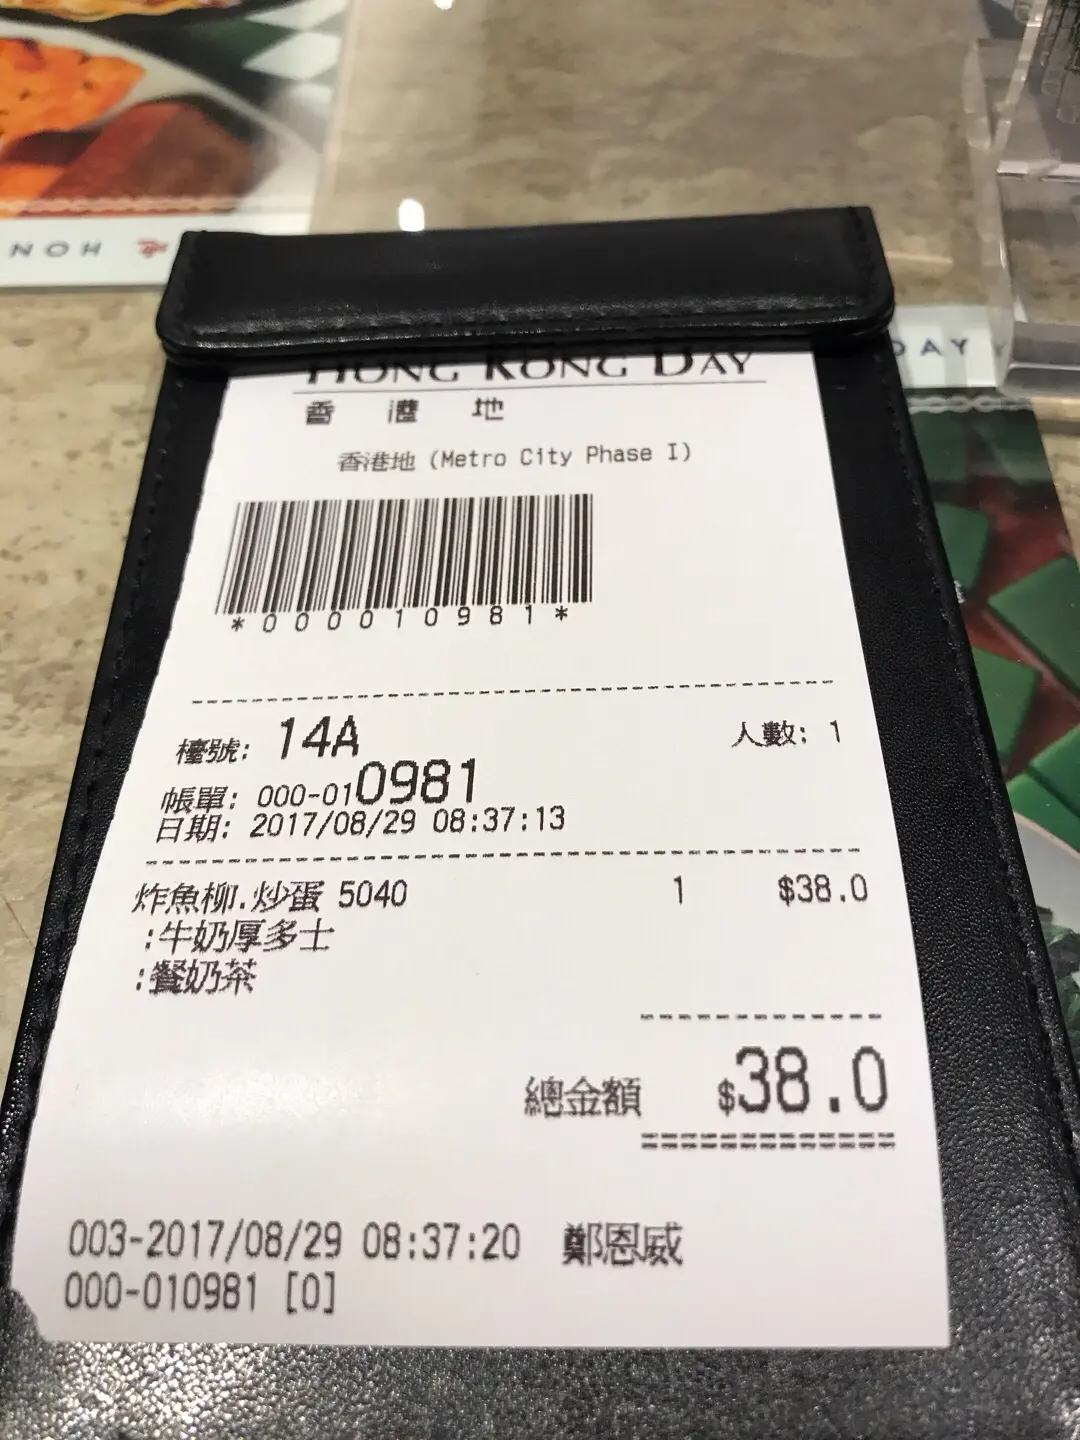 HONG KONG DAY
香 港 地
香港地 (Metro City Phase I)
*000010981*
檯號: 14A 人數: 1
帳單: 000-010981
日期: 2017/08/29 08:37:13
炸魚柳.炒蛋 5040 1 $38.0
:牛奶厚多士
:餐奶茶
總金額 $38.0
003-2017/08/29 08:37:20 鄭恩威
000-010981 [0]
NOH
DAY